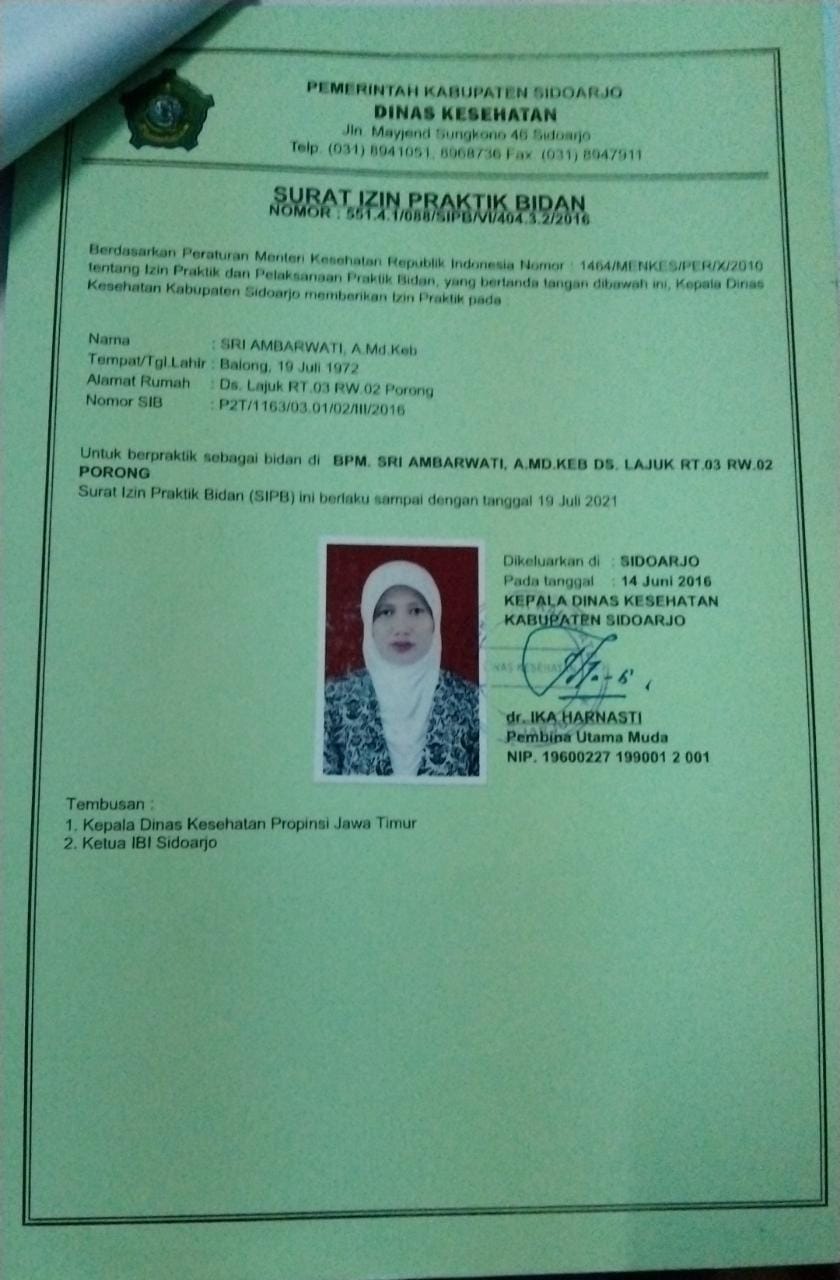 PEMERINTAH KABUPATEN SIDOARJO
DINAS KESEHATAN
Jln. Mayjend Sungkono 46 Sidoarjo
Telp. (031) 8941051, 8968736 Fax. (031) 8947911
SURAT IZIN PRAKTIK BIDAN
NOMOR : 551.4.1/088/SIPB/VI/404.3.2/2016
Berdasarkan Peraturan Menteri Kesehatan Republik Indonesia Nomor : 1464/MENKES/PER/X/2010
tentang Izin Praktik dan Pelaksanaan Praktik Bidan, yang bertanda tangan dibawah ini, Kepala Dinas
Kesehatan Kabupaten Sidoarjo memberikan Izin Praktik pada :
Nama : SRI AMBARWATI, A.Md.Keb
Tempat/Tgl.Lahir : Balong, 19 Juli 1972
Alamat Rumah : Ds. Lajuk RT.03 RW.02 Porong
Nomor SIB : P2T/1163/03.01/02/III/2016
Untuk berpraktik sebagai bidan di BPM. SRI AMBARWATI, A.MD.KEB DS. LAJUK RT.03 RW.02
PORONG
Surat Izin Praktik Bidan (SIPB) ini berlaku sampai dengan tanggal 19 Juli 2021
Dikeluarkan di : SIDOARJO
Pada tanggal : 14 Juni 2016
KEPALA DINAS KESEHATAN
KABUPATEN SIDOARJO
DINAS KESEHATAN
dr. IKA HARNASTI
Pembina Utama Muda
NIP. 19600227 199001 2 001
Tembusan :
1. Kepala Dinas Kesehatan Propinsi Jawa Timur
2. Ketua IBI Sidoarjo